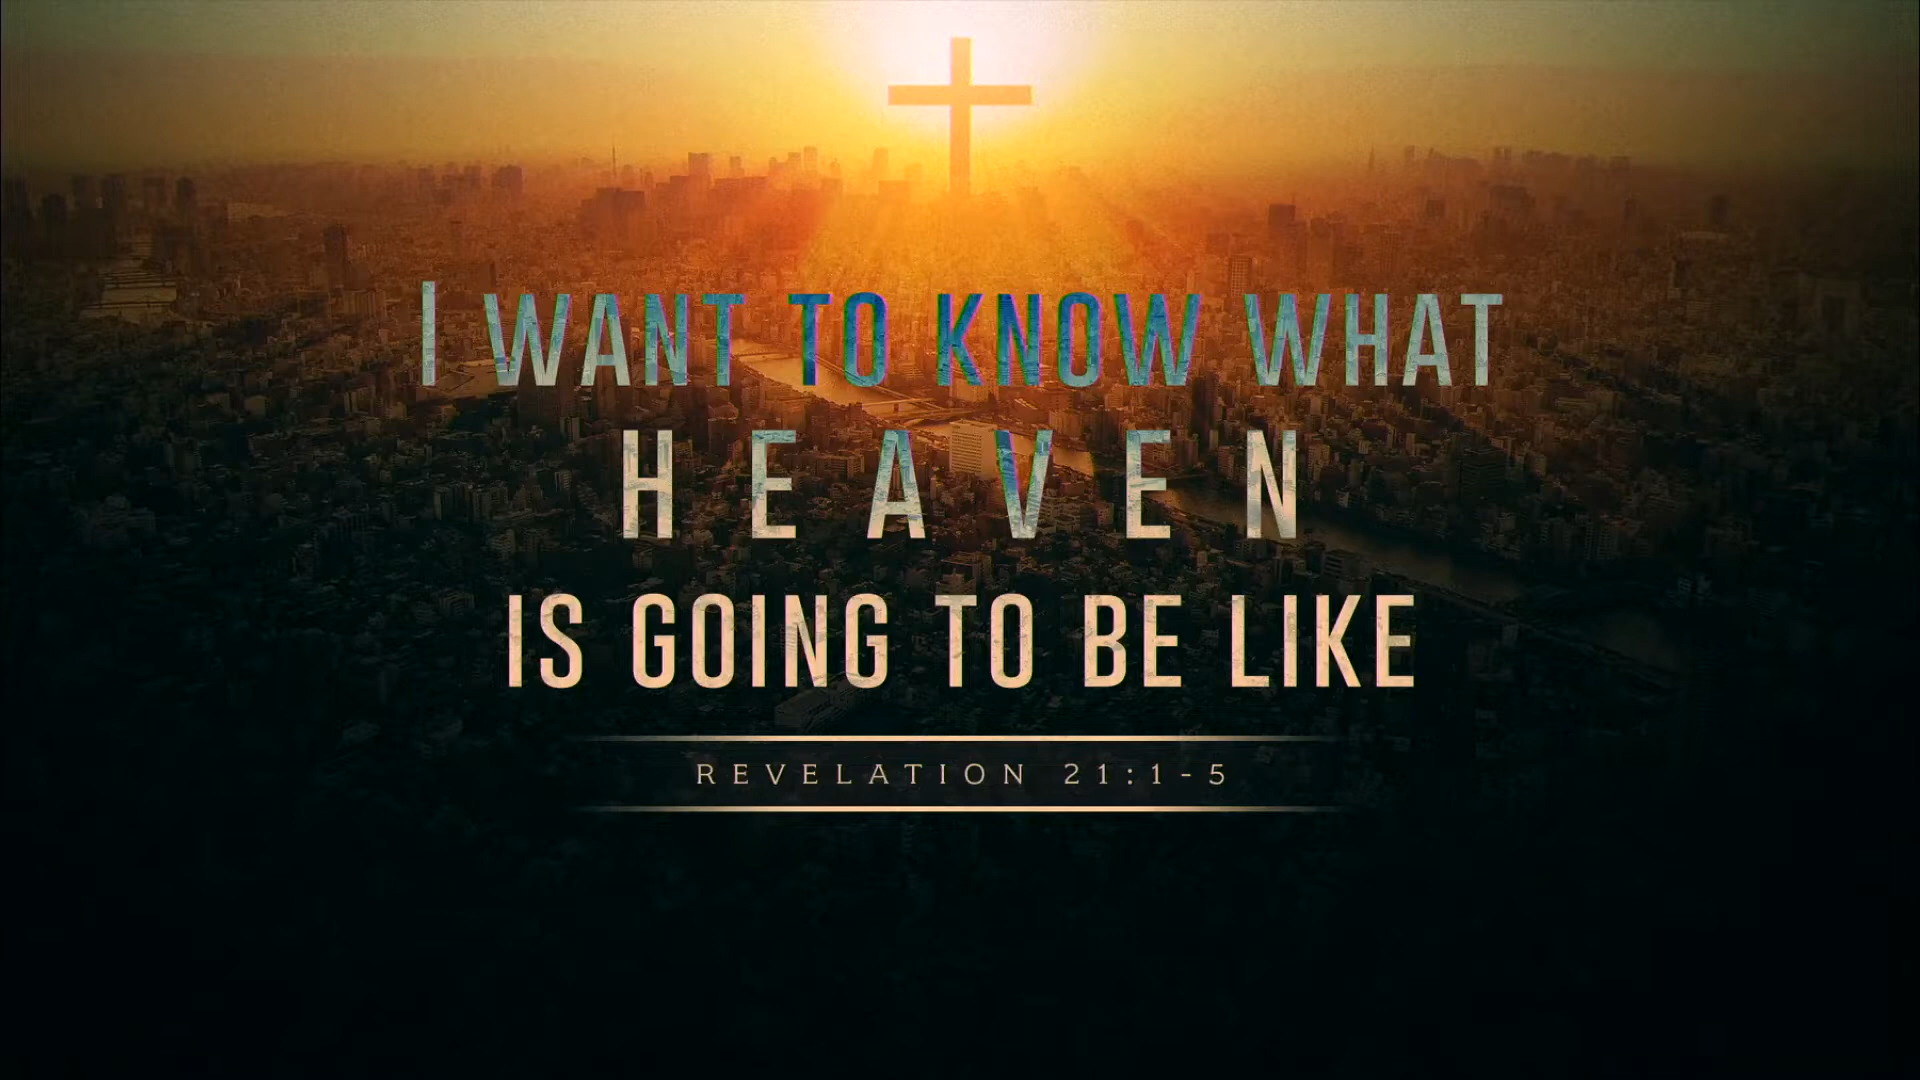 I WANT TO KNOW WHAT
HEAVEN
IS GOING TO BE LIKE
REVELATION 21:1-5